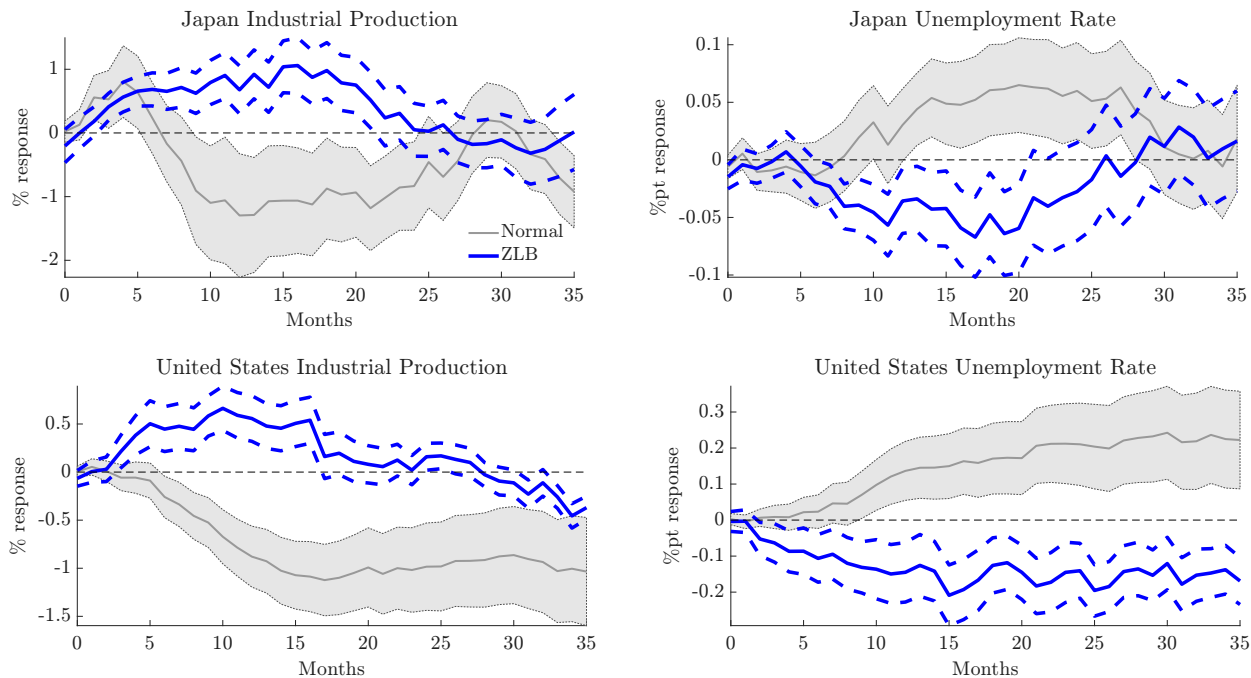 Japan Industrial Production
1
0
-1
-2
% response
Normal
ZLB
0 5 10 15 20 25 30 35
Months
Japan Unemployment Rate
0.1
0.05
0
-0.05
-0.1
%pt response
0 5 10 15 20 25 30 35
Months
United States Industrial Production
0.5
0
-0.5
-1
-1.5
% response
0 5 10 15 20 25 30 35
Months
United States Unemployment Rate
0.3
0.2
0.1
0
-0.1
-0.2
%pt response
0 5 10 15 20 25 30 35
Months